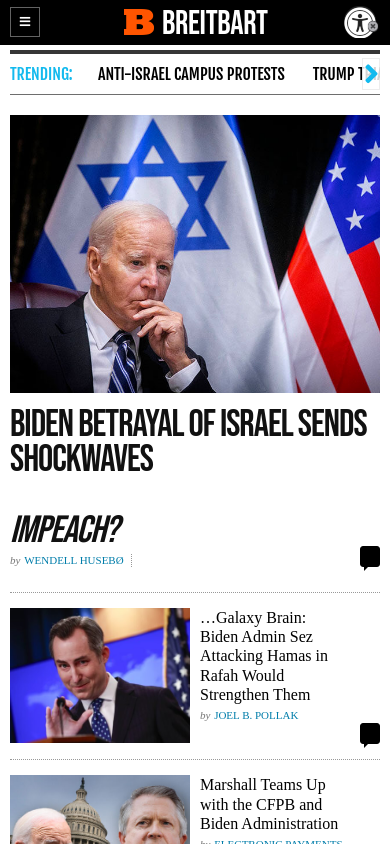 BREITBART
TRENDING:
ANTI-ISRAEL CAMPUS PROTESTS
TRUMP
BIDEN BETRAYAL OF ISRAEL SENDS
SHOCKWAVES
IMPEACH?
by WENDELL HUSEBØ
…Galaxy Brain:
Biden Admin Sez
Attacking Hamas in
Rafah Would
Strengthen Them
by JOEL B. POLLAK
Marshall Teams Up
with the CFPB and
Biden Administration
by ELECTRONIC PAYMENTS